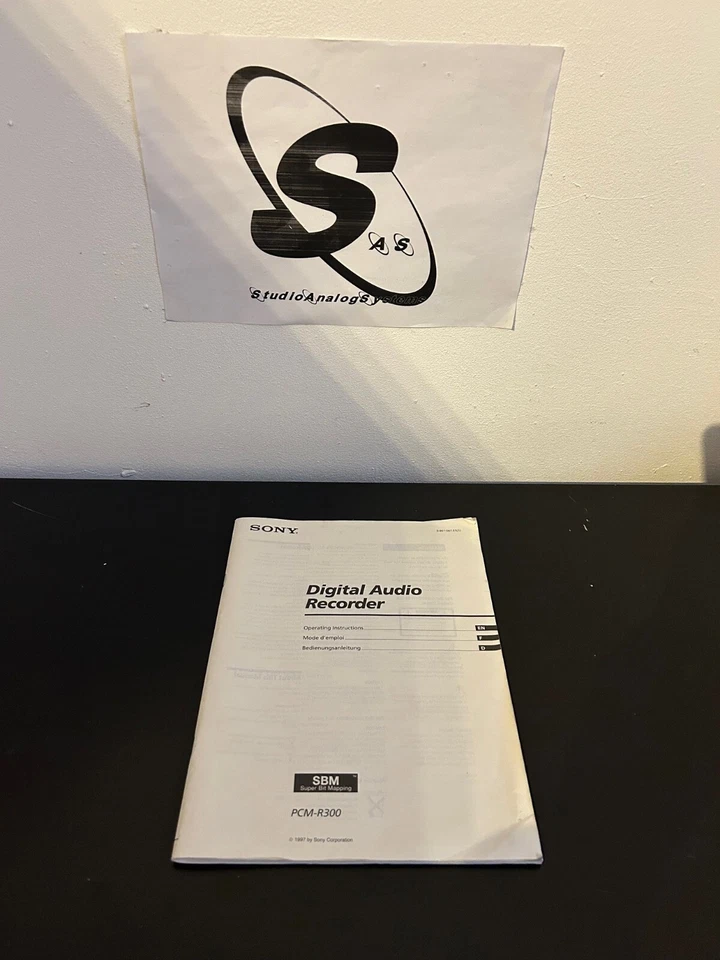 S
A S
StudioAnalogSystems
SONY
Digital Audio
Recorder
Operating Instructions EN
Mode d'emploi F
Bedienungsanleitung D
SBM™
Super Bit Mapping
PCM-R300
© 1997 by Sony Corporation